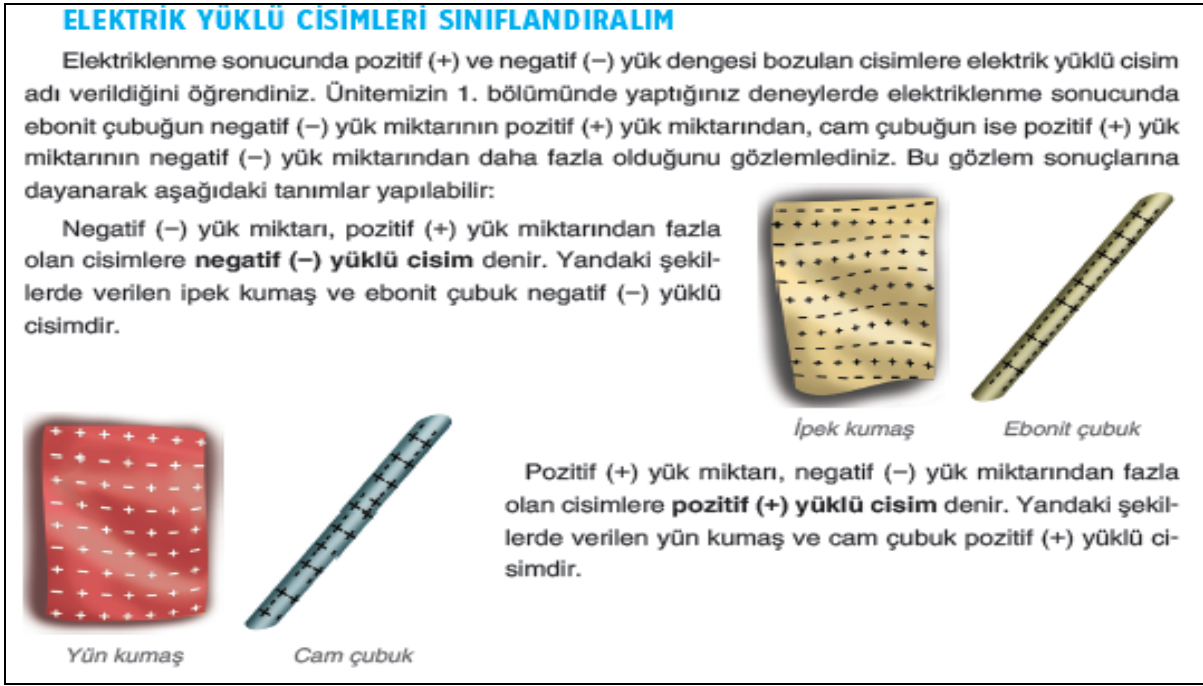 ELEKTRİK YÜKLÜ CİSİMLERİ SINIFLANDIRALIM
Elektriklenme sonucunda pozitif (+) ve negatif (−) yük dengesi bozulan cisimlere elektrik yüklü cisim
adı verildiğini öğrendiniz. Ünitemizin 1. bölümünde yaptığınız deneylerde elektriklenme sonucunda
ebonit çubuğun negatif (−) yük miktarının pozitif (+) yük miktarından, cam çubuğun ise pozitif (+) yük
miktarının negatif (−) yük miktarından daha fazla olduğunu gözlemlediniz. Bu gözlem sonuçlarına
dayanarak aşağıdaki tanımlar yapılabilir:
Negatif (−) yük miktarı, pozitif (+) yük miktarından fazla
olan cisimlere negatif (−) yüklü cisim denir. Yandaki şekil-
lerde verilen ipek kumaş ve ebonit çubuk negatif (−) yüklü
cisimdir.
İpek kumaş
Ebonit çubuk
Pozitif (+) yük miktarı, negatif (−) yük miktarından fazla
olan cisimlere pozitif (+) yüklü cisim denir. Yandaki şekil-
lerde verilen yün kumaş ve cam çubuk pozitif (+) yüklü ci-
simdir.
Yün kumaş
Cam çubuk